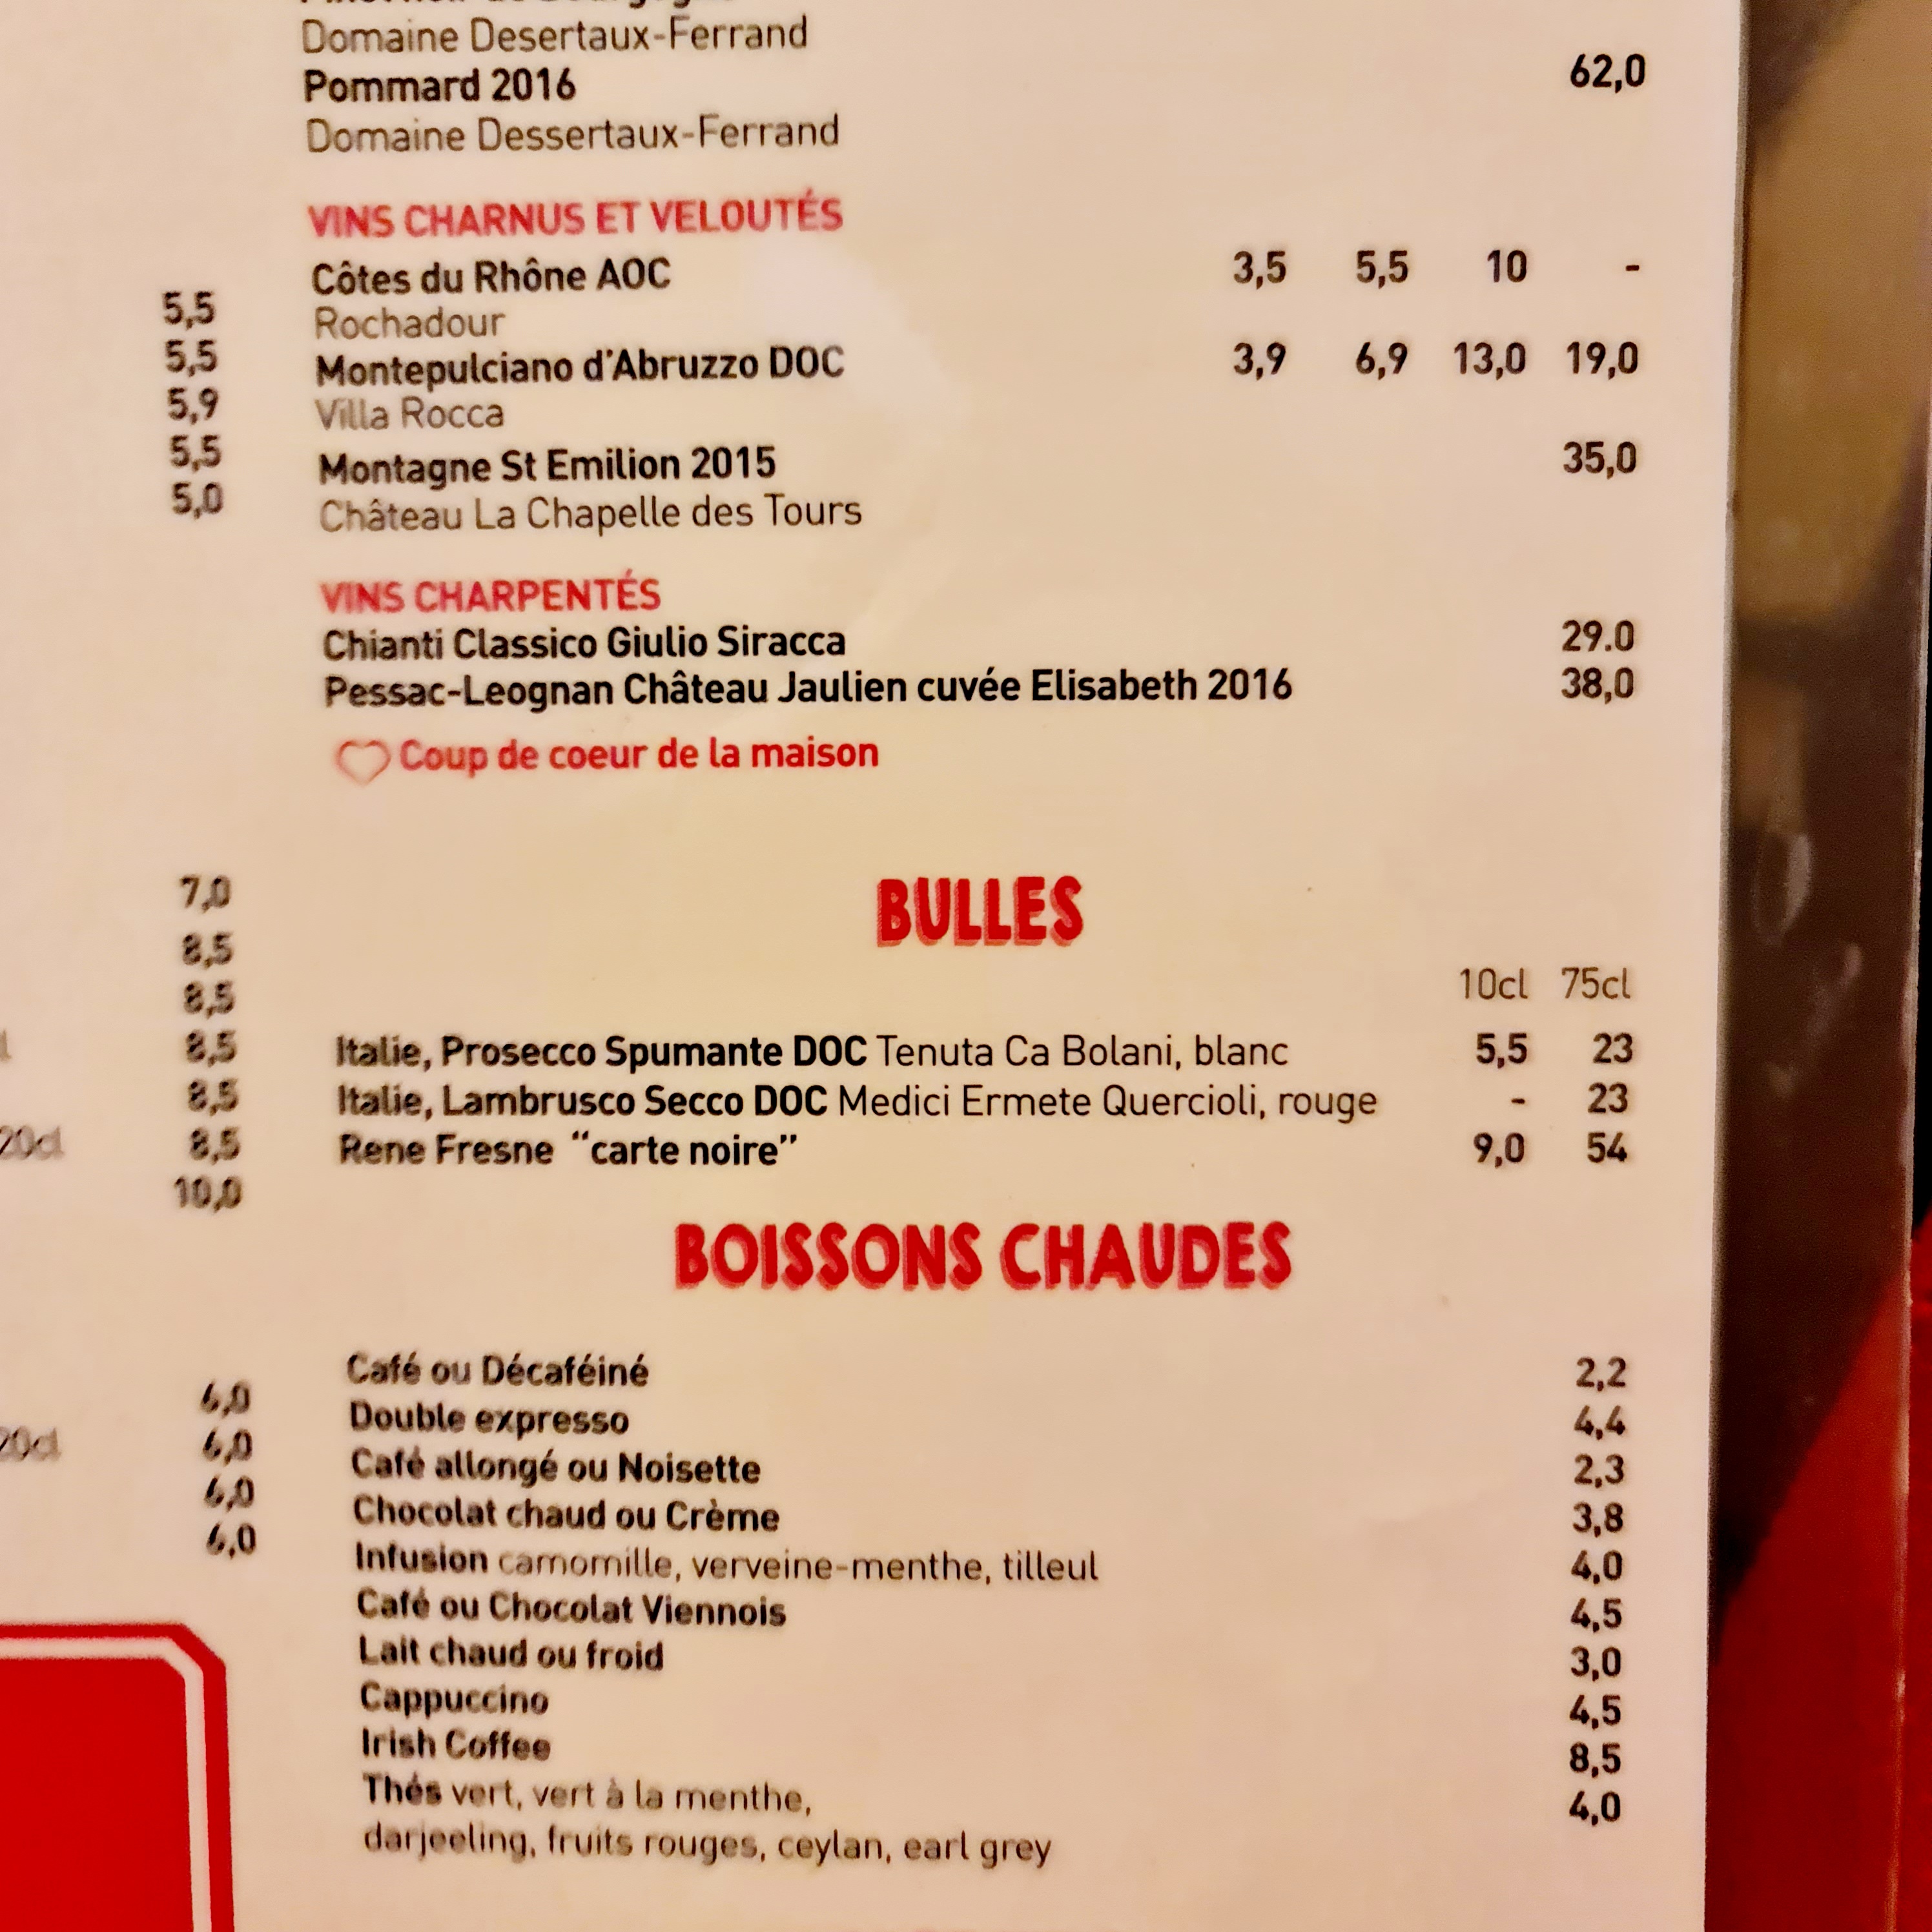 Domaine Desertaux-Ferrand
Pommard 2016 62,0
Domaine Dessertaux-Ferrand
VINS CHARNUS ET VELOUTÉS
Côtes du Rhône AOC 3,5 5,5 10 -
Rochadour
Montepulciano d'Abruzzo DOC 3,9 6,9 13,0 19,0
Villa Rocca
Montagne St Emilion 2015 35,0
Château La Chapelle des Tours
VINS CHARPENTÉS
Chianti Classico Giulio Siracca 29.0
Pessac-Leognan Château Jaulien cuvée Elisabeth 2016 38,0
Coup de coeur de la maison
BULLES
10cl 75cl
Italie, Prosecco Spumante DOC Tenuta Ca Bolani, blanc 5,5 23
Italie, Lambrusco Secco DOC Medici Ermete Quercioli, rouge - 23
Rene Fresne “carte noire” 9,0 54
BOISSONS CHAUDES
Café ou Décaféiné 2,2
Double expresso 4,4
Café allongé ou Noisette 2,3
Chocolat chaud ou Crème 3,8
Infusion camomille, verveine-menthe, tilleul 4,0
Café ou Chocolat Viennois 4,5
Lait chaud ou froid 3,0
Cappuccino 4,5
Irish Coffee 8,5
Thés vert, vert à la menthe, 4,0
darjeeling, fruits rouges, ceylan, earl grey
5,5
5,5
5,9
5,5
5,0
7,0
8,5
8,5
8,5
8,5
20cl 8,5
10,0
6,0
20cl 6,0
6,0
6,0